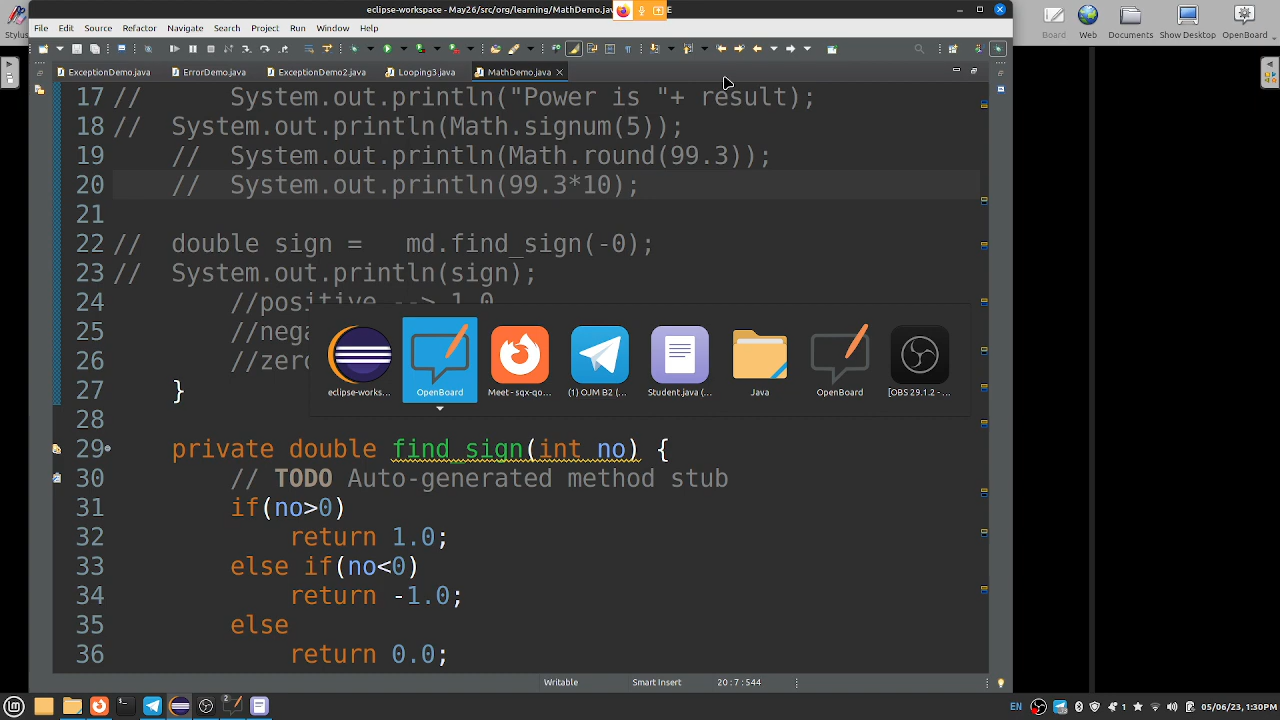 eclipse-workspace - May26/src/org/learning/MathDemo.jav
E
Stylus
File Edit Source Refactor Navigate Search Project Run Window Help
Board Web Documents Show Desktop OpenBoard
ExceptionDemo.java ErrorDemo.java ExceptionDemo2.java Looping3.java MathDemo.java
17 // System.out.println("Power is "+ result);
18 // System.out.println(Math.signum(5));
19 // System.out.println(Math.round(99.3));
20 // System.out.println(99.3*10);
21
22 // double sign = md.find_sign(-0);
23 // System.out.println(sign);
24 //positive --> 1.0
25 //nega
26 //zero
27 }
eclipse-works... OpenBoard Meet - sqx-qo... (1) OJM B2 (... Student.java (... Java OpenBoard [OBS 29.1.2 - ...
28
29 private double find_sign(int no) {
30 // TODO Auto-generated method stub
31 if(no>0)
32 return 1.0;
33 else if(no<0)
34 return -1.0;
35 else
36 return 0.0;
Writable Smart Insert 20 : 7 : 544
2 EN 1 05/06/23, 1:30PM